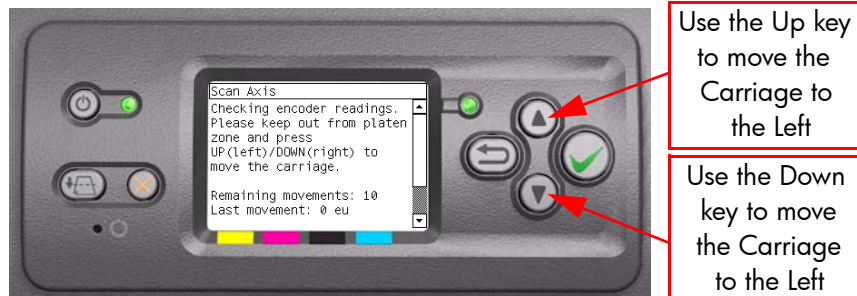 Scan Axis
Checking encoder readings.
Please keep out from platen
zone and press
UP(left)/DOWN(right) to
move the carriage.
Remaining movements: 10
Last movement: 0 eu
Use the Up key
to move the
Carriage to
the Left
Use the Down
key to move
the Carriage
to the Left